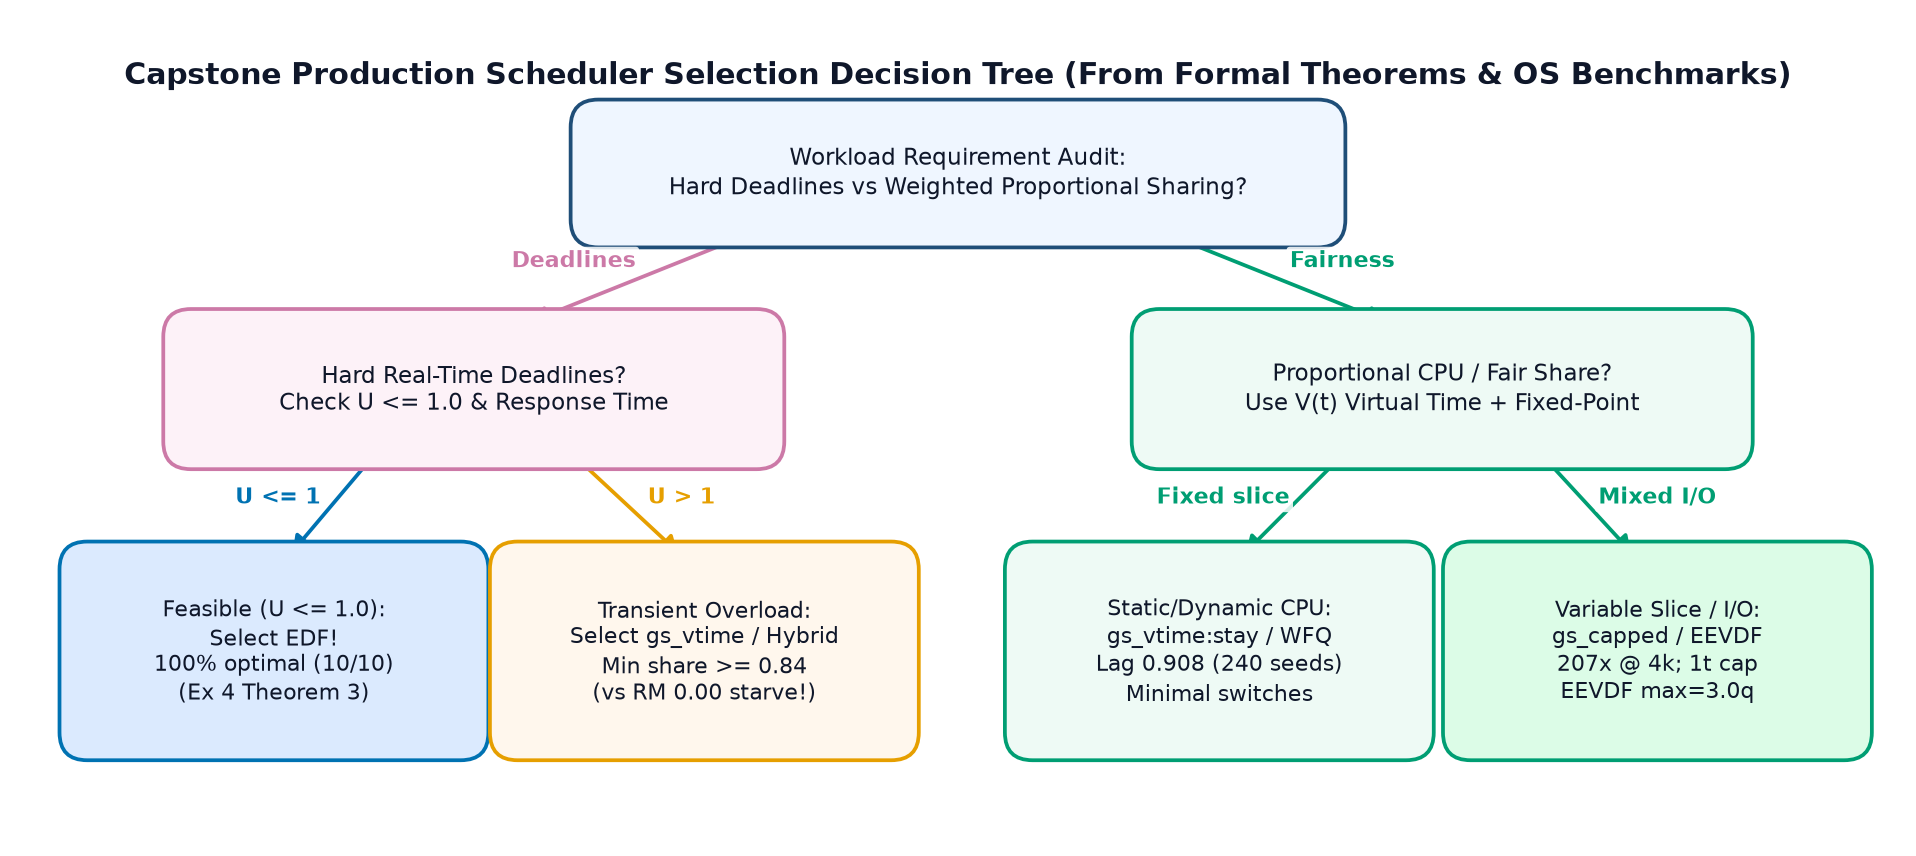 Capstone Production Scheduler Selection Decision Tree (From Formal Theorems & OS Benchmarks)
Workload Requirement Audit:
Hard Deadlines vs Weighted Proportional Sharing?
Deadlines
Fairness
Hard Real-Time Deadlines?
Check U <= 1.0 & Response Time
Proportional CPU / Fair Share?
Use V(t) Virtual Time + Fixed-Point
U <= 1
U > 1
Fixed slice
Mixed I/O
Feasible (U <= 1.0):
Select EDF!
100% optimal (10/10)
(Ex 4 Theorem 3)
Transient Overload:
Select gs_vtime / Hybrid
Min share >= 0.84
(vs RM 0.00 starve!)
Static/Dynamic CPU:
gs_vtime:stay / WFQ
Lag 0.908 (240 seeds)
Minimal switches
Variable Slice / I/O:
gs_capped / EEVDF
207x @ 4k; 1t cap
EEVDF max=3.0q